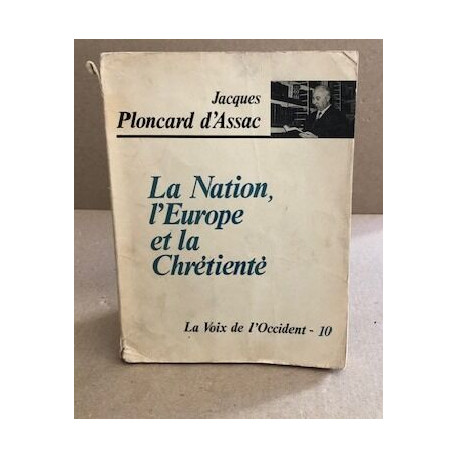 Jacques
Ploncard d'Assac
La Nation,
l'Europe
et la
Chrétienté
La Voix de l'Occident - 10